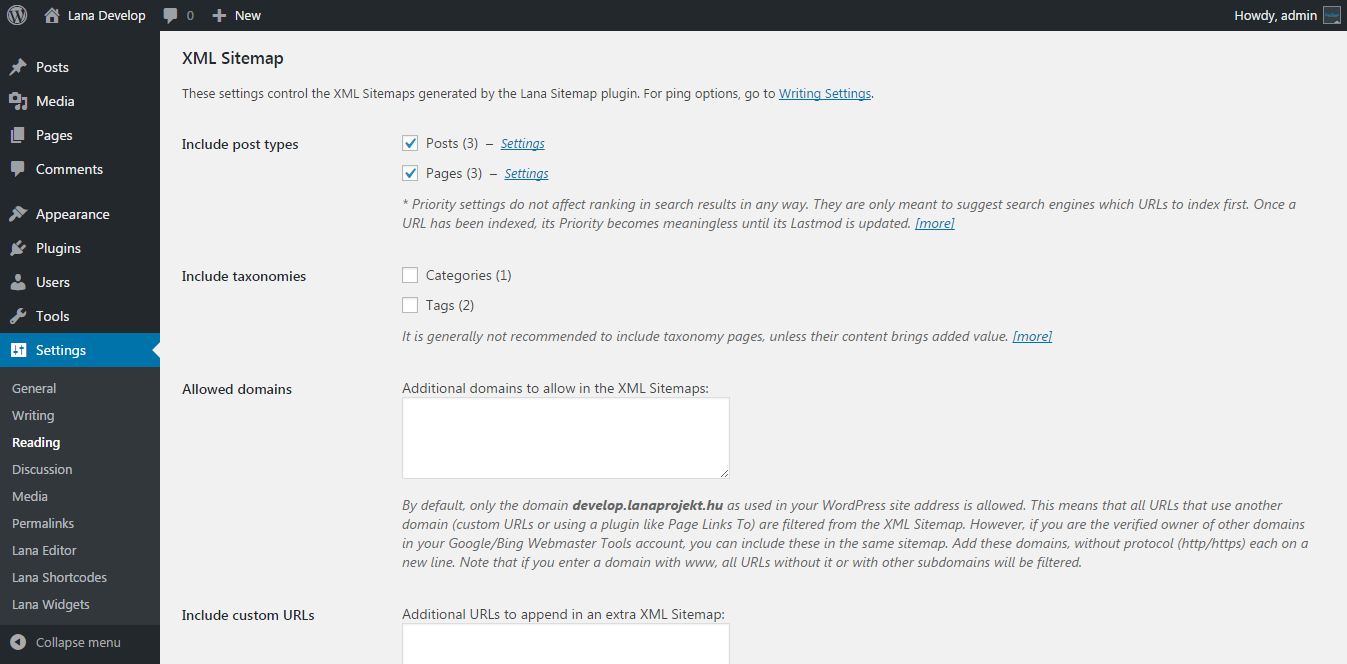 Lana Develop 0 New Howdy, admin
Posts
Media
Pages
Comments
Appearance
Plugins
Users
Tools
Settings
General
Writing
Reading
Discussion
Media
Permalinks
Lana Editor
Lana Shortcodes
Lana Widgets
Collapse menu
XML Sitemap
These settings control the XML Sitemaps generated by the Lana Sitemap plugin. For ping options, go to Writing Settings.
Include post types
Posts (3) – Settings
Pages (3) – Settings
* Priority settings do not affect ranking in search results in any way. They are only meant to suggest search engines which URLs to index first. Once a
URL has been indexed, its Priority becomes meaningless until its Lastmod is updated. [more]
Include taxonomies
Categories (1)
Tags (2)
It is generally not recommended to include taxonomy pages, unless their content brings added value. [more]
Allowed domains
Additional domains to allow in the XML Sitemaps:
By default, only the domain develop.lanaprojekt.hu as used in your WordPress site address is allowed. This means that all URLs that use another
domain (custom URLs or using a plugin like Page Links To) are filtered from the XML Sitemap. However, if you are the verified owner of other domains
in your Google/Bing Webmaster Tools account, you can include these in the same sitemap. Add these domains, without protocol (http/https) each on a
new line. Note that if you enter a domain with www, all URLs without it or with other subdomains will be filtered.
Include custom URLs
Additional URLs to append in an extra XML Sitemap: